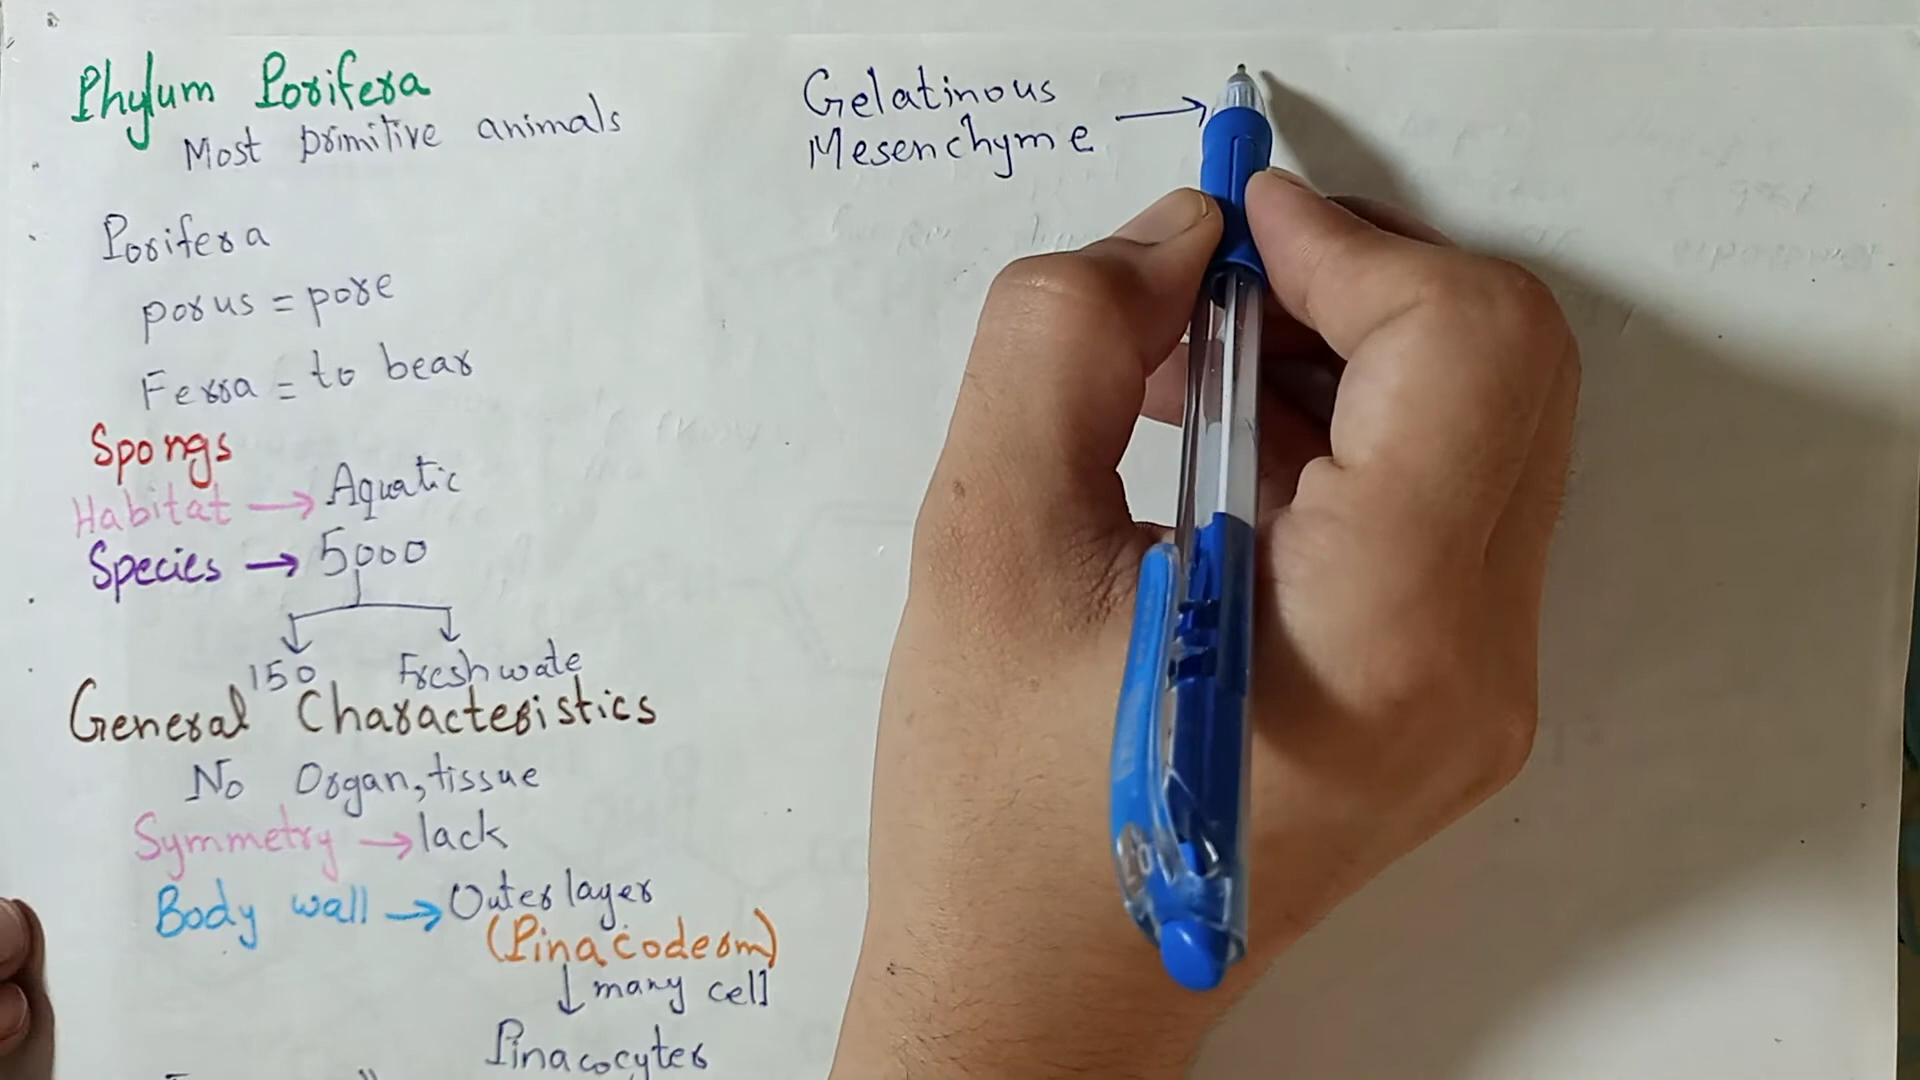 Phylum Porifera
Most primitive animals
Porifera
porus = pore
Ferra = to bear
Spongs
Habitat → Aquatic
Species → 5000
150 Freshwate
General Characteristics
No Organ, tissue
Symmetry → lack
Body wall → Outer layer
(Pinacoderm)
↓ many cell
Pinacocytes
Gelatinous
Mesenchyme →